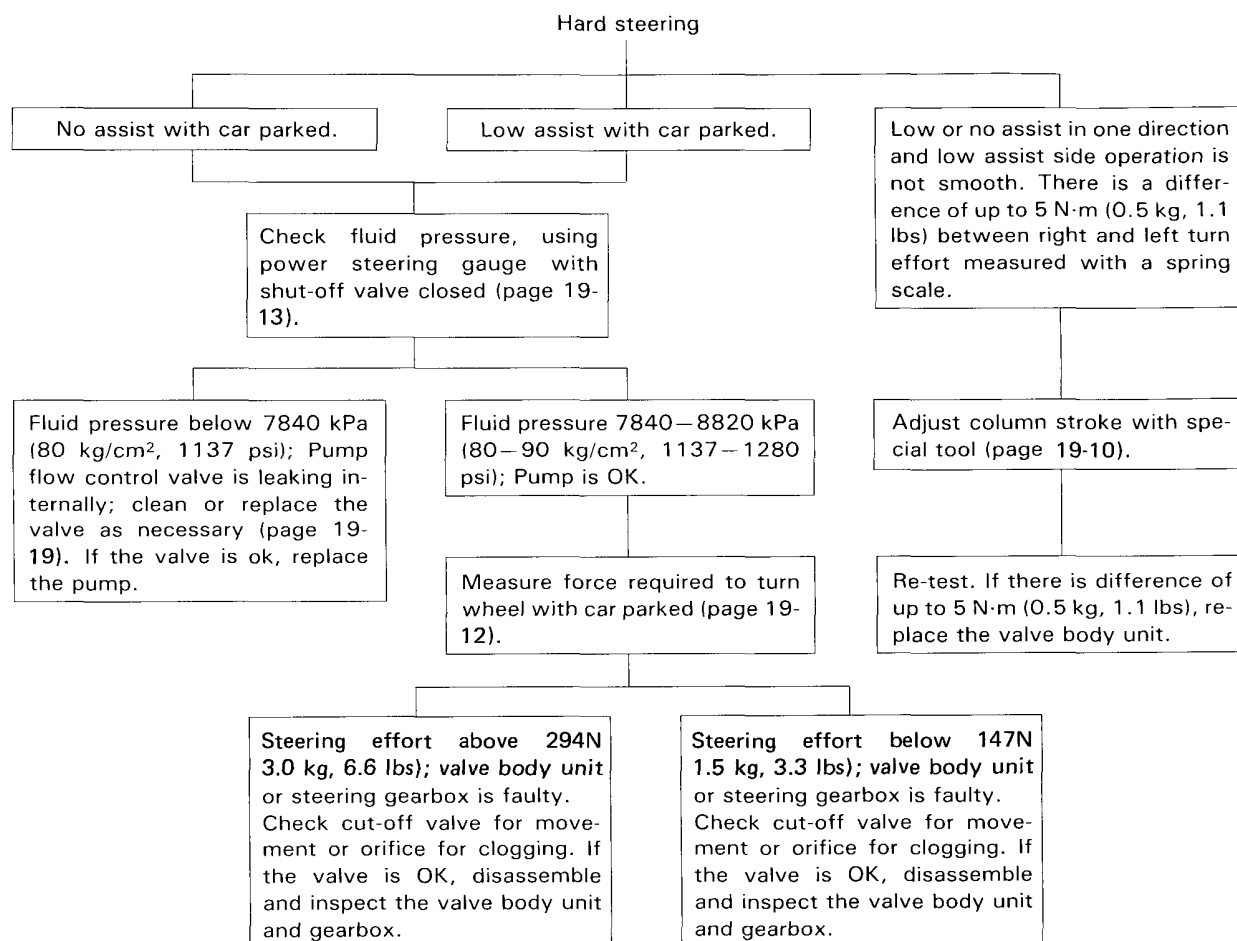 Hard steering
No assist with car parked.
Low assist with car parked.
Low or no assist in one direction
and low assist side operation is
not smooth. There is a differ-
ence of up to 5 N·m (0.5 kg, 1.1
lbs) between right and left turn
effort measured with a spring
scale.
Check fluid pressure, using
power steering gauge with
shut-off valve closed (page 19-
13).
Fluid pressure below 7840 kPa
(80 kg/cm², 1137 psi); Pump
flow control valve is leaking in-
ternally; clean or replace the
valve as necessary (page 19-
19). If the valve is ok, replace
the pump.
Fluid pressure 7840–8820 kPa
(80–90 kg/cm², 1137–1280
psi); Pump is OK.
Adjust column stroke with spe-
cial tool (page 19-10).
Measure force required to turn
wheel with car parked (page 19-
12).
Re-test. If there is difference of
up to 5 N·m (0.5 kg, 1.1 lbs), re-
place the valve body unit.
Steering effort above 294N
3.0 kg, 6.6 lbs); valve body unit
or steering gearbox is faulty.
Check cut-off valve for move-
ment or orifice for clogging. If
the valve is OK, disassemble
and inspect the valve body unit
and gearbox.
Steering effort below 147N
1.5 kg, 3.3 lbs); valve body unit
or steering gearbox is faulty.
Check cut-off valve for move-
ment or orifice for clogging. If
the valve is OK, disassemble
and inspect the valve body unit
and gearbox.